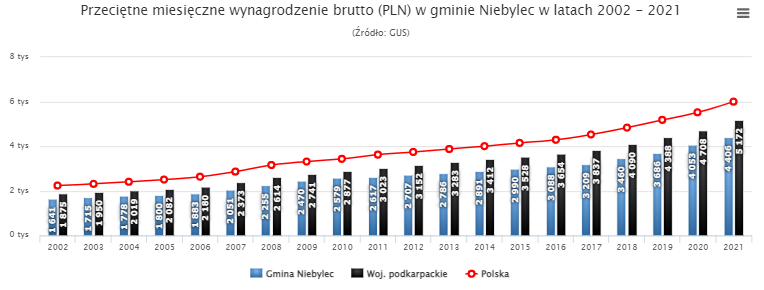 Przeciętne miesięczne wynagrodzenie brutto (PLN) w gminie Niebylec w latach 2002 - 2021
(Źródło: GUS)
8 tys
6 tys
4 tys
2 tys
0 tys
1 641 1 875 1 715 1 950 1 778 2 019 1 800 2 082 1 883 2 180 2 051 2 373 2 255 2 614 2 470 2 741 2 579 2 877 2 617 3 023 2 707 3 152 2 786 3 283 2 891 3 412 2 990 3 528 3 088 3 654 3 209 3 837 3 460 4 090 3 686 4 388 4 053 4 708 4 406 5 172
2002 2003 2004 2005 2006 2007 2008 2009 2010 2011 2012 2013 2014 2015 2016 2017 2018 2019 2020 2021
Gmina Niebylec Woj. podkarpackie Polska